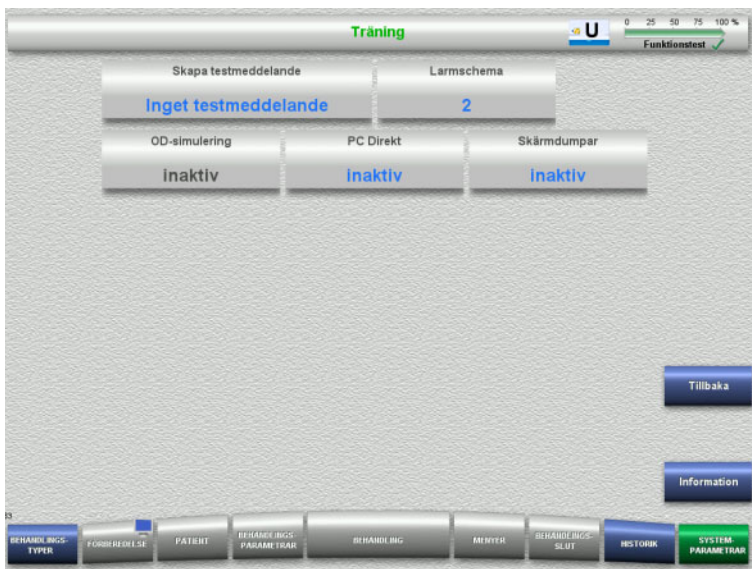 Träning
U
0 25 50 75 100 %
Funktionstest
Skapa testmeddelande
Inget testmeddelande
Larmschema
2
OD-simulering
inaktiv
PC Direkt
inaktiv
Skärmdumpar
inaktiv
Tillbaka
Information
BEHANDLINGS-
TYPER
FÖRBEREDELSE
PATIENT
BEHANDLINGS-
PARAMETRAR
BEHANDLING
MENYER
BEHANDLINGS-
SLUT
HISTORIK
SYSTEM-
PARAMETRAR